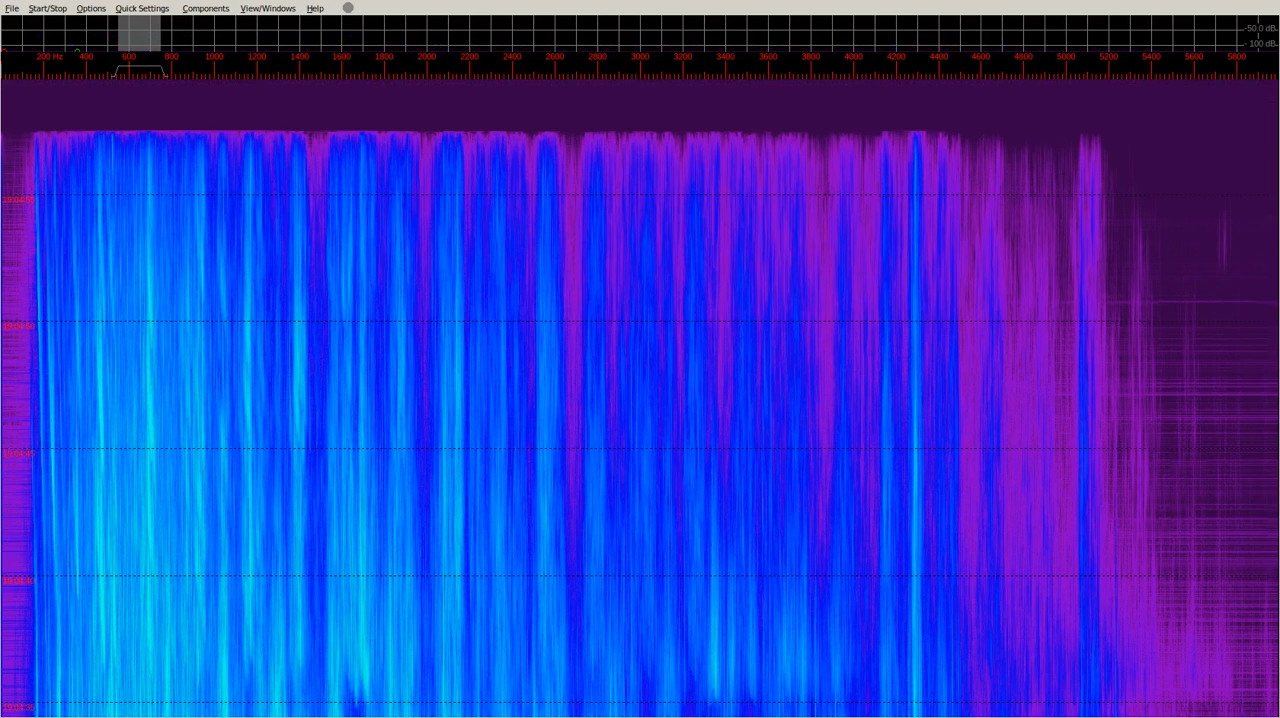 File Start/Stop Options Quick Settings Components View/Windows Help
-50.0 dB-
- 100 dB-
200 Hz 400 600 800 1000 1200 1400 1600 1800 2000 2200 2400 2600 2800 3000 3200 3400 3600 3800 4000 4200 4400 4600 4800 5000 5200 5400 5600 5800